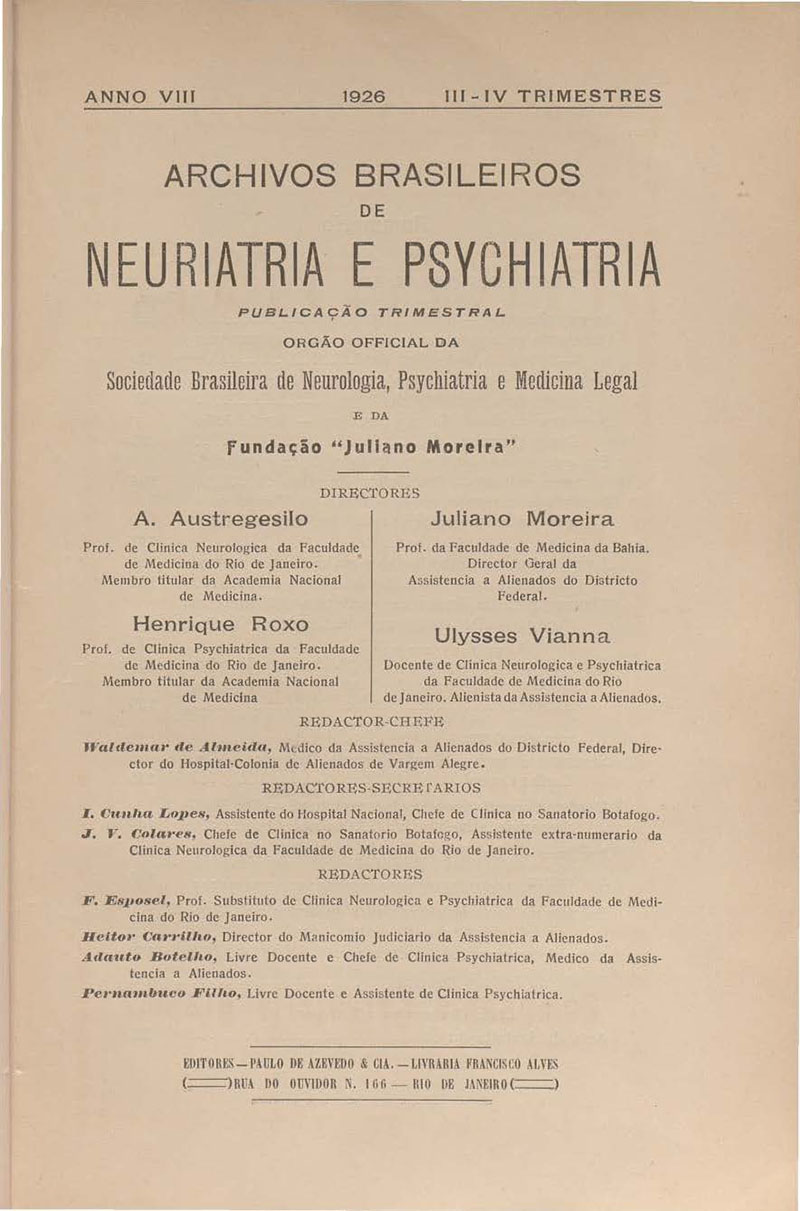 ANNO VIII 1926 III-IV TRIMESTRES
ARCHIVOS BRASILEIROS
DE
NEURIATRIA E PSYCHIATRIA
PUBLICAÇÃO TRIMESTRAL
ORGÃO OFFICIAL DA
Sociedade Brasileira de Neurologia, Psychiatria e Medicina Legal
E DA
Fundação “Juliano Moreira”
DIRECTORES
A. Austregesilo
Prof. de Clinica Neurologica da Faculdade
de Medicina do Rio de Janeiro.
Membro titular da Academia Nacional
de Medicina.
Henrique Roxo
Prof. de Clinica Psychiatrica da Faculdade
de Medicina do Rio de Janeiro.
Membro titular da Academia Nacional
de Medicina
Juliano Moreira
Prof. da Faculdade de Medicina da Bahia.
Director Geral da
Assistencia a Alienados do Districto
Federal.
Ulysses Vianna
Docente de Clinica Neurologica e Psychiatrica
da Faculdade de Medicina do Rio
de Janeiro. Alienista da Assistencia a Alienados.
REDACTOR-CHEFE
Waldemar de Almeida, Medico da Assistencia a Alienados do Districto Federal, Dire-
ctor do Hospital-Colonia de Alienados de Vargem Alegre.
REDACTORES-SECRETARIOS
I. Cunha Lopes, Assistente do Hospital Nacional, Chefe de Clinica no Sanatorio Botafogo.
J. V. Colares, Chefe de Clinica no Sanatorio Botafogo, Assistente extra-numerario da
Clinica Neurologica da Faculdade de Medicina do Rio de Janeiro.
REDACTORES
F. Esposel, Prof. Substituto de Clinica Neurologica e Psychiatrica da Faculdade de Medi-
cina do Rio de Janeiro.
Heitor Carrilho, Director do Manicomio Judiciario da Assistencia a Alienados.
Adauto Botelho, Livre Docente e Chefe de Clinica Psychiatrica, Medico da Assis-
tencia a Alienados.
Pernambuco Filho, Livre Docente e Assistente de Clinica Psychiatrica.
EDITORES—PAULO DE AZEVEDO & CIA.—LIVRARIA FRANCISCO ALVES
RUA DO OUVIDOR N. 166 — RIO DE JANEIRO